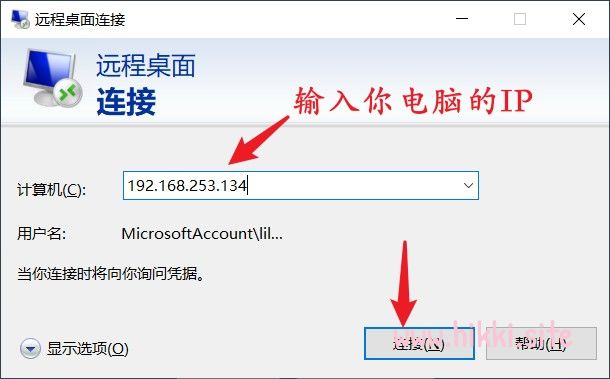 远程桌面连接
远程桌面
连接
输入你电脑的IP
计算机(C):
192.168.253.134
用户名:
MicrosoftAccount\lil...
当你连接时将向你询问凭据。
显示选项(O)
连接(N)
帮助(H)
www.hikki.site